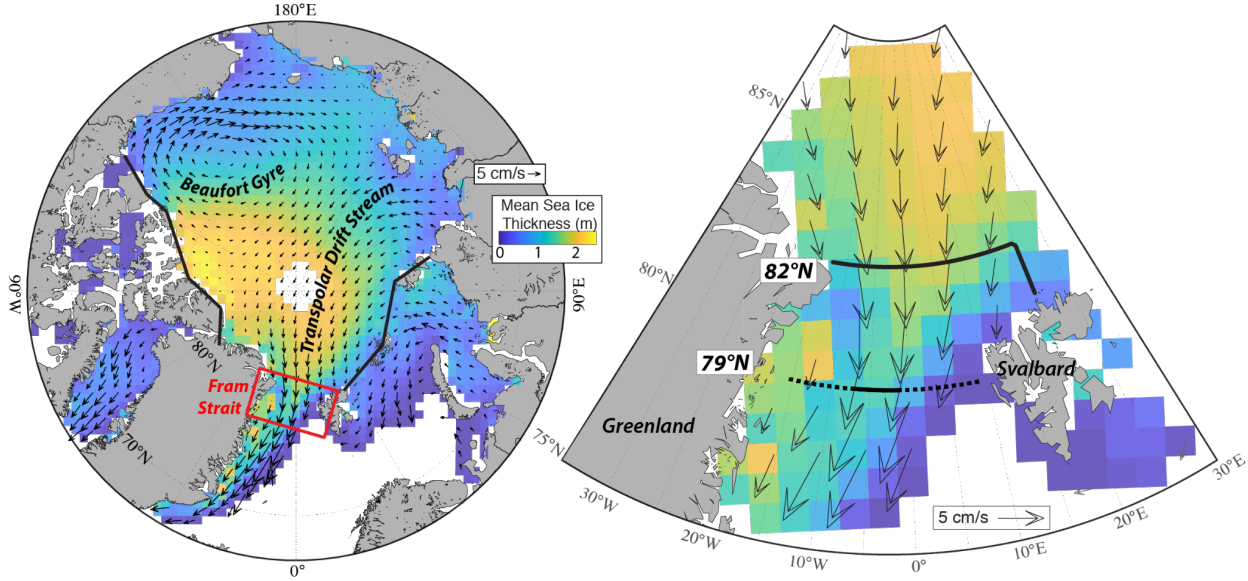 180°E
Beaufort Gyre
5 cm/s
Mean Sea Ice
Thickness (m)
0 1 2
Transpolar Drift Stream
90°W
90°E
80°N
Fram
Strait
70°N
0°
85°N
82°N
80°N
79°N
Svalbard
Greenland
75°N
30°W
20°W
10°W
0°
10°E
20°E
30°E
5 cm/s